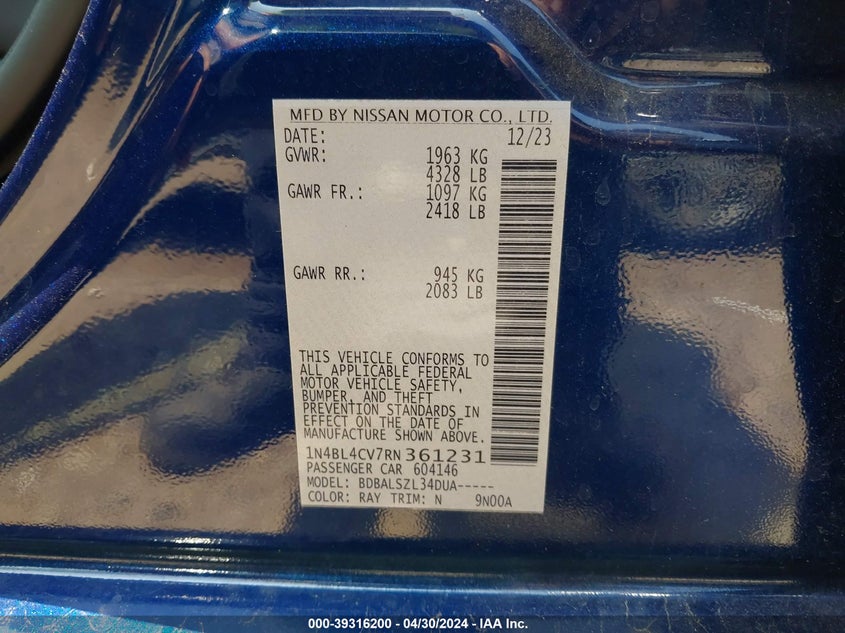 MFD BY NISSAN MOTOR CO., LTD.
DATE: 12/23
GVWR: 1963 KG
4328 LB
GAWR FR.: 1097 KG
2418 LB
GAWR RR.: 945 KG
2083 LB
THIS VEHICLE CONFORMS TO
ALL APPLICABLE FEDERAL
MOTOR VEHICLE SAFETY,
BUMPER, AND THEFT
PREVENTION STANDARDS IN
EFFECT ON THE DATE OF
MANUFACTURE SHOWN ABOVE.
1N4BL4CV7RN361231
PASSENGER CAR 604146
MODEL: BDBALSZL34DUA-----
COLOR: RAY TRIM: N 9N00A
000-39316200 - 04/30/2024 - IAA Inc.